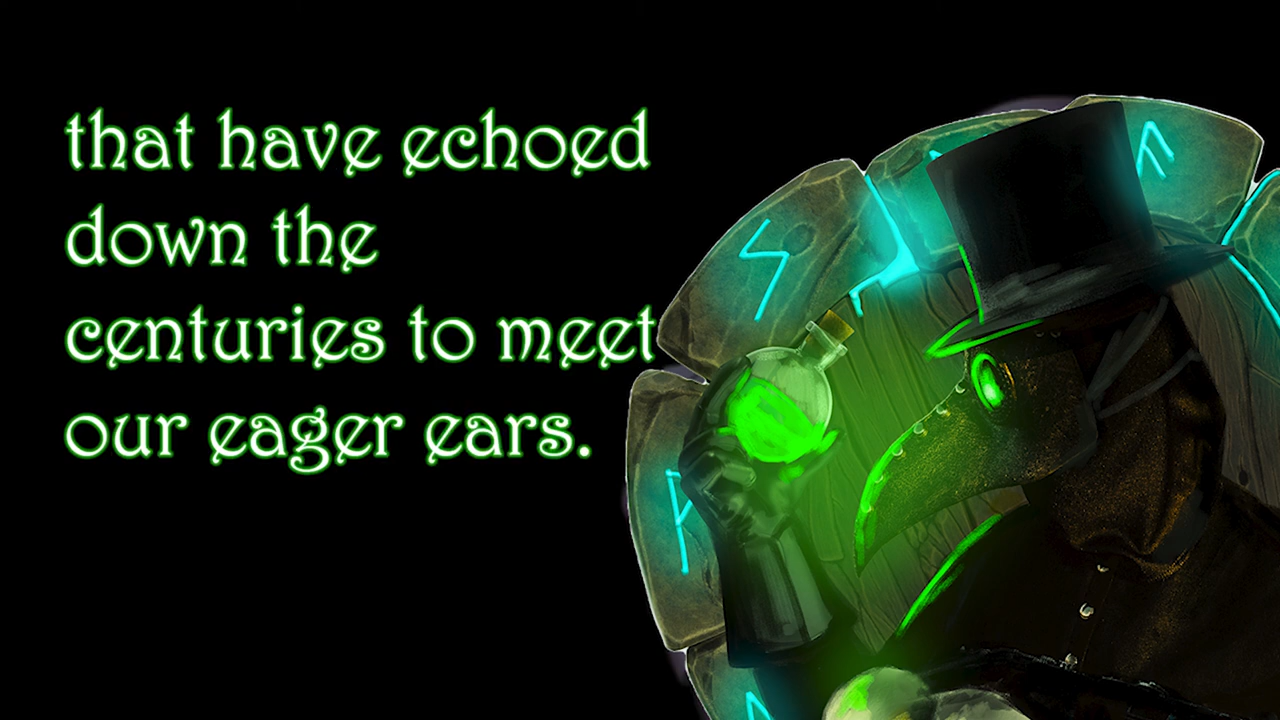 that have echoed
down the
centuries to meet
our eager ears.